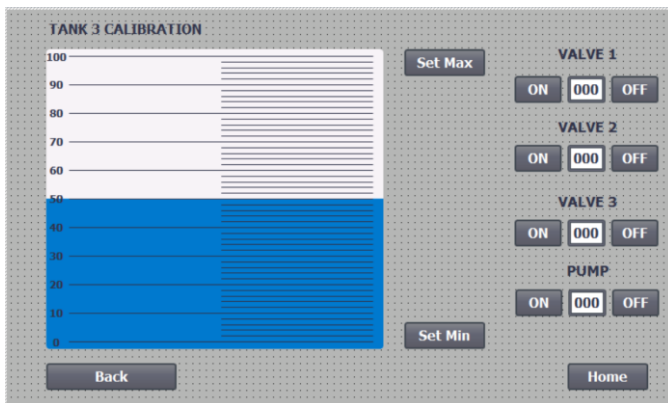 TANK 3 CALIBRATION
100
90
80
70
60
50
40
30
20
10
0
Set Max
Set Min
VALVE 1
ON 000 OFF
VALVE 2
ON 000 OFF
VALVE 3
ON 000 OFF
PUMP
ON 000 OFF
Back
Home